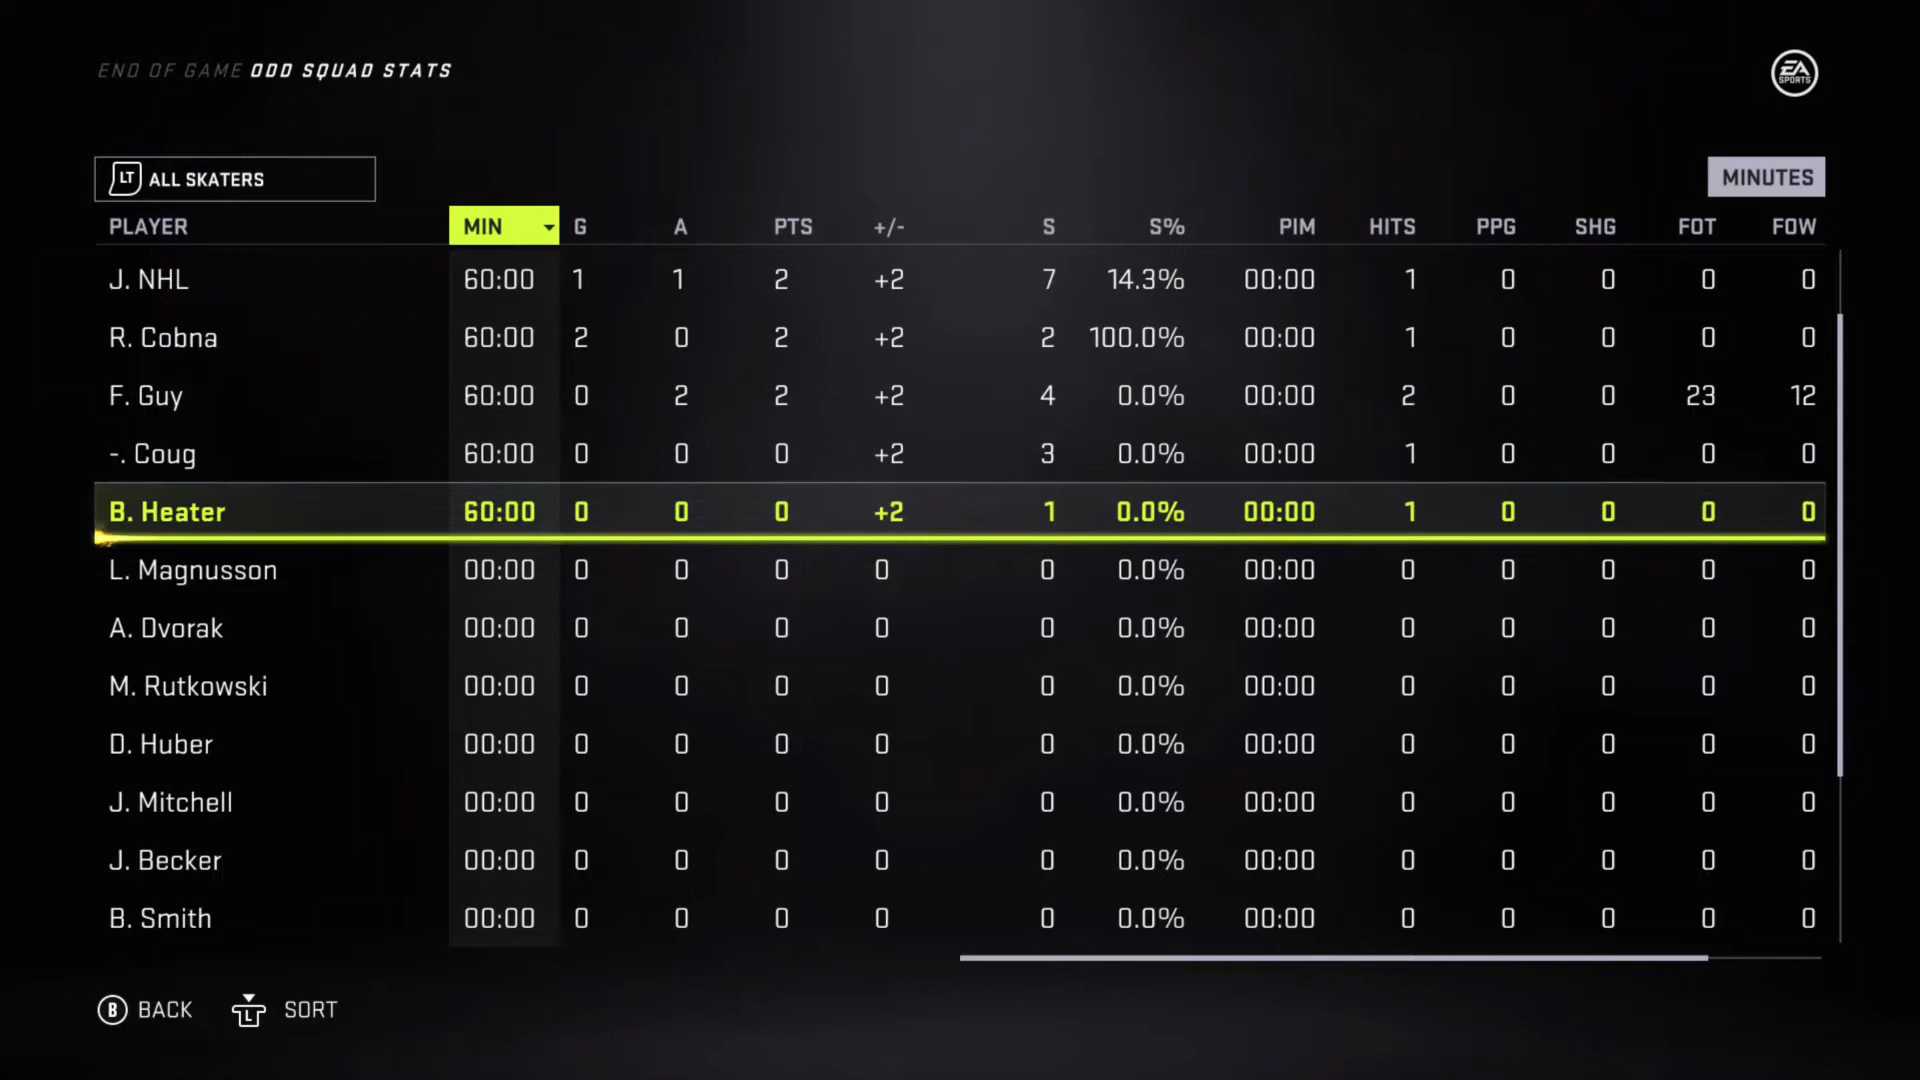 END OF GAME ODD SQUAD STATS
EA SPORTS
LT ALL SKATERS
MINUTES
PLAYER MIN G A PTS +/- S S% PIM HITS PPG SHG FOT FOW
J. NHL 60:00 1 1 2 +2 7 14.3% 00:00 1 0 0 0 0
R. Cobna 60:00 2 0 2 +2 2 100.0% 00:00 1 0 0 0 0
F. Guy 60:00 0 2 2 +2 4 0.0% 00:00 2 0 0 23 12
-. Coug 60:00 0 0 0 +2 3 0.0% 00:00 1 0 0 0 0
B. Heater 60:00 0 0 0 +2 1 0.0% 00:00 1 0 0 0 0
L. Magnusson 00:00 0 0 0 0 0 0.0% 00:00 0 0 0 0 0
A. Dvorak 00:00 0 0 0 0 0 0.0% 00:00 0 0 0 0 0
M. Rutkowski 00:00 0 0 0 0 0 0.0% 00:00 0 0 0 0 0
D. Huber 00:00 0 0 0 0 0 0.0% 00:00 0 0 0 0 0
J. Mitchell 00:00 0 0 0 0 0 0.0% 00:00 0 0 0 0 0
J. Becker 00:00 0 0 0 0 0 0.0% 00:00 0 0 0 0 0
B. Smith 00:00 0 0 0 0 0 0.0% 00:00 0 0 0 0 0
B BACK L SORT